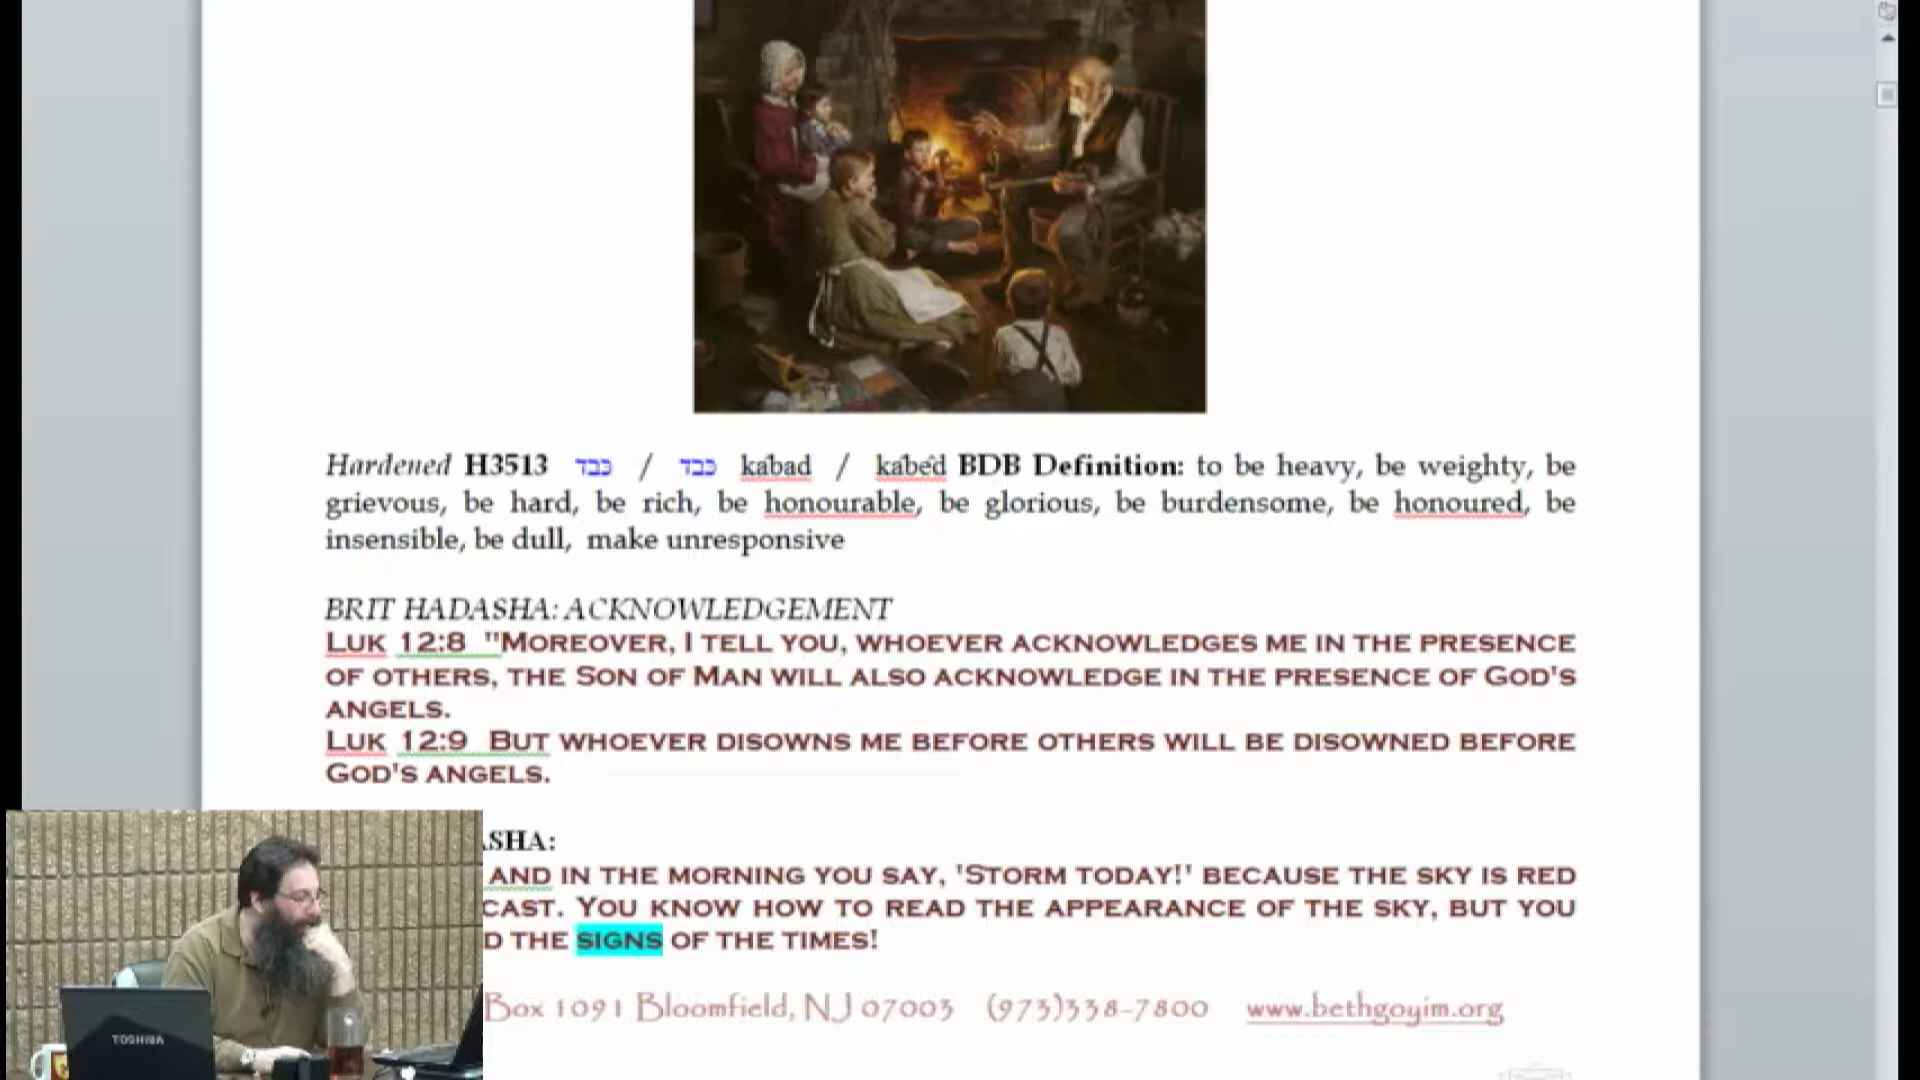 Hardened H3513 כבד / כבד kabad / kabed BDB Definition: to be heavy, be weighty, be
grievous, be hard, be rich, be honourable, be glorious, be burdensome, be honoured, be
insensible, be dull, make unresponsive
BRIT HADASHA: ACKNOWLEDGEMENT
LUK 12:8 "MOREOVER, I TELL YOU, WHOEVER ACKNOWLEDGES ME IN THE PRESENCE
OF OTHERS, THE SON OF MAN WILL ALSO ACKNOWLEDGE IN THE PRESENCE OF GOD'S
ANGELS.
LUK 12:9 BUT WHOEVER DISOWNS ME BEFORE OTHERS WILL BE DISOWNED BEFORE
GOD'S ANGELS.
ASHA:
AND IN THE MORNING YOU SAY, 'STORM TODAY!' BECAUSE THE SKY IS RED
CAST. YOU KNOW HOW TO READ THE APPEARANCE OF THE SKY, BUT YOU
D THE SIGNS OF THE TIMES!
Box 1091 Bloomfield, NJ 07003 (973)338-7800 www.bethgoyim.org
TOSHIBA